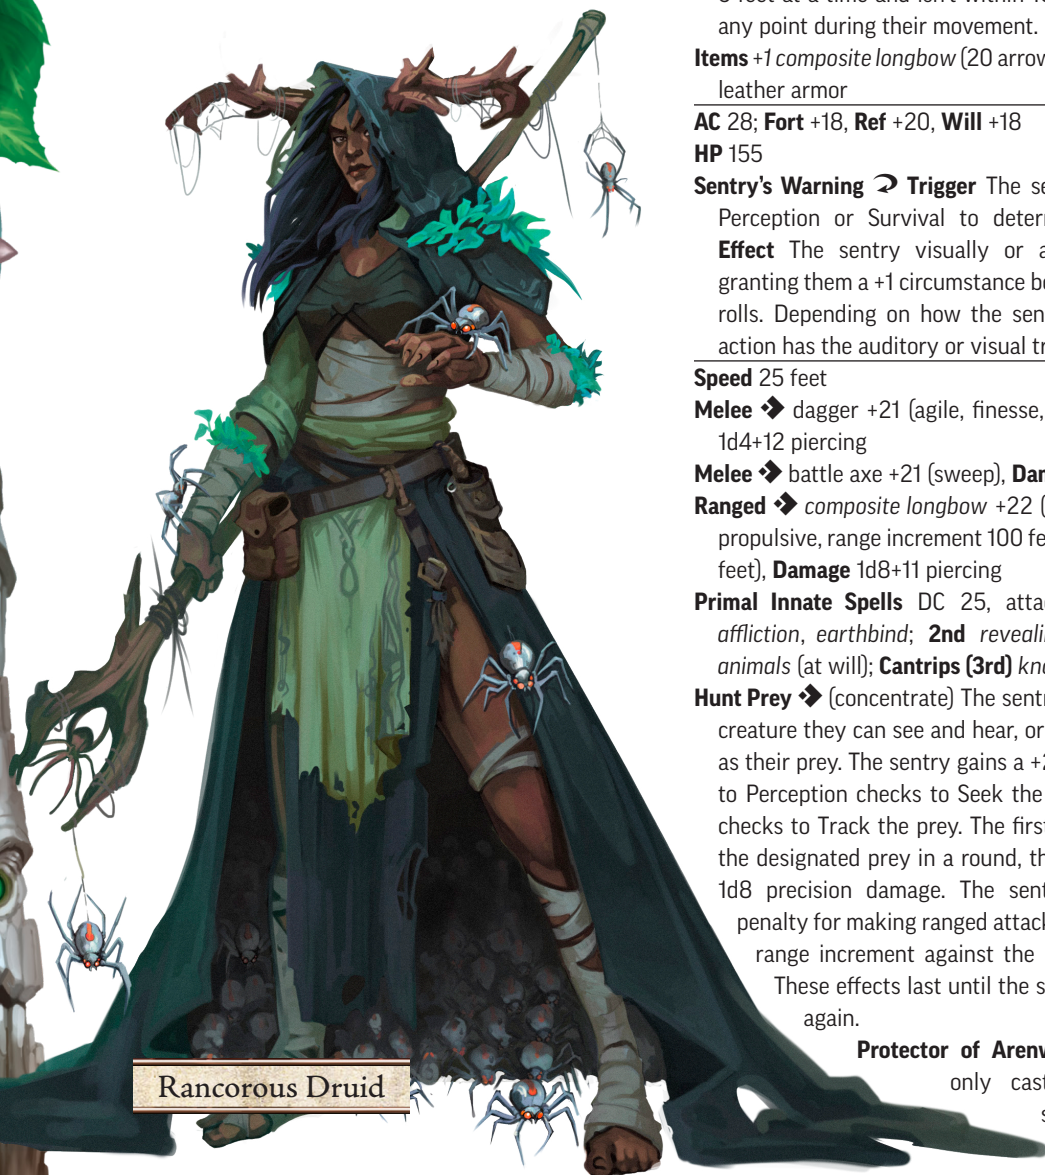 any point during their movement.
Items +1 composite longbow (20 arrow
leather armor
AC 28; Fort +18, Ref +20, Will +18
HP 155
Sentry's Warning Trigger The se
Perception or Survival to deter
Effect The sentry visually or a
granting them a +1 circumstance b
rolls. Depending on how the sen
action has the auditory or visual tr
Speed 25 feet
Melee dagger +21 (agile, finesse,
1d4+12 piercing
Melee battle axe +21 (sweep), Dar
Ranged composite longbow +22 (
propulsive, range increment 100 fe
feet), Damage 1d8+11 piercing
Primal Innate Spells DC 25, atta
affliction, earthbind; 2nd reveali
animals (at will); Cantrips (3rd) kn
Hunt Prey (concentrate) The sentr
creature they can see and hear, or
as their prey. The sentry gains a +2
to Perception checks to Seek the
checks to Track the prey. The first
the designated prey in a round, th
1d8 precision damage. The sent
penalty for making ranged attack
range increment against the
These effects last until the s
again.
Protector of Arenv
only cast
s
Rancorous Druid